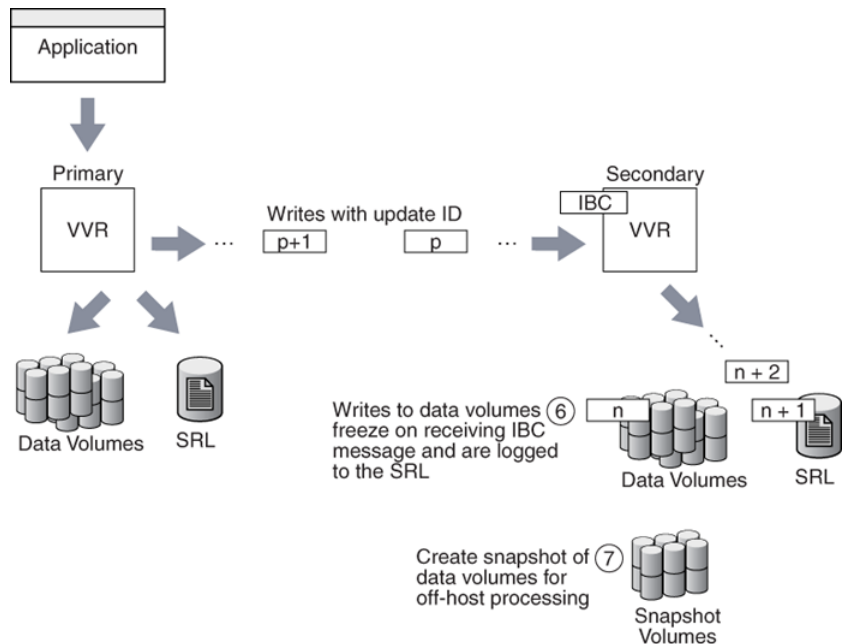 Application
Primary
VVR
Writes with update ID
...
p+1
p
...
Secondary
IBC
VVR
Data Volumes
SRL
...
n + 2
n
n + 1
Writes to data volumes 6
freeze on receiving IBC
message and are logged
to the SRL
Data Volumes
SRL
Create snapshot of 7
data volumes for
off-host processing
Snapshot
Volumes